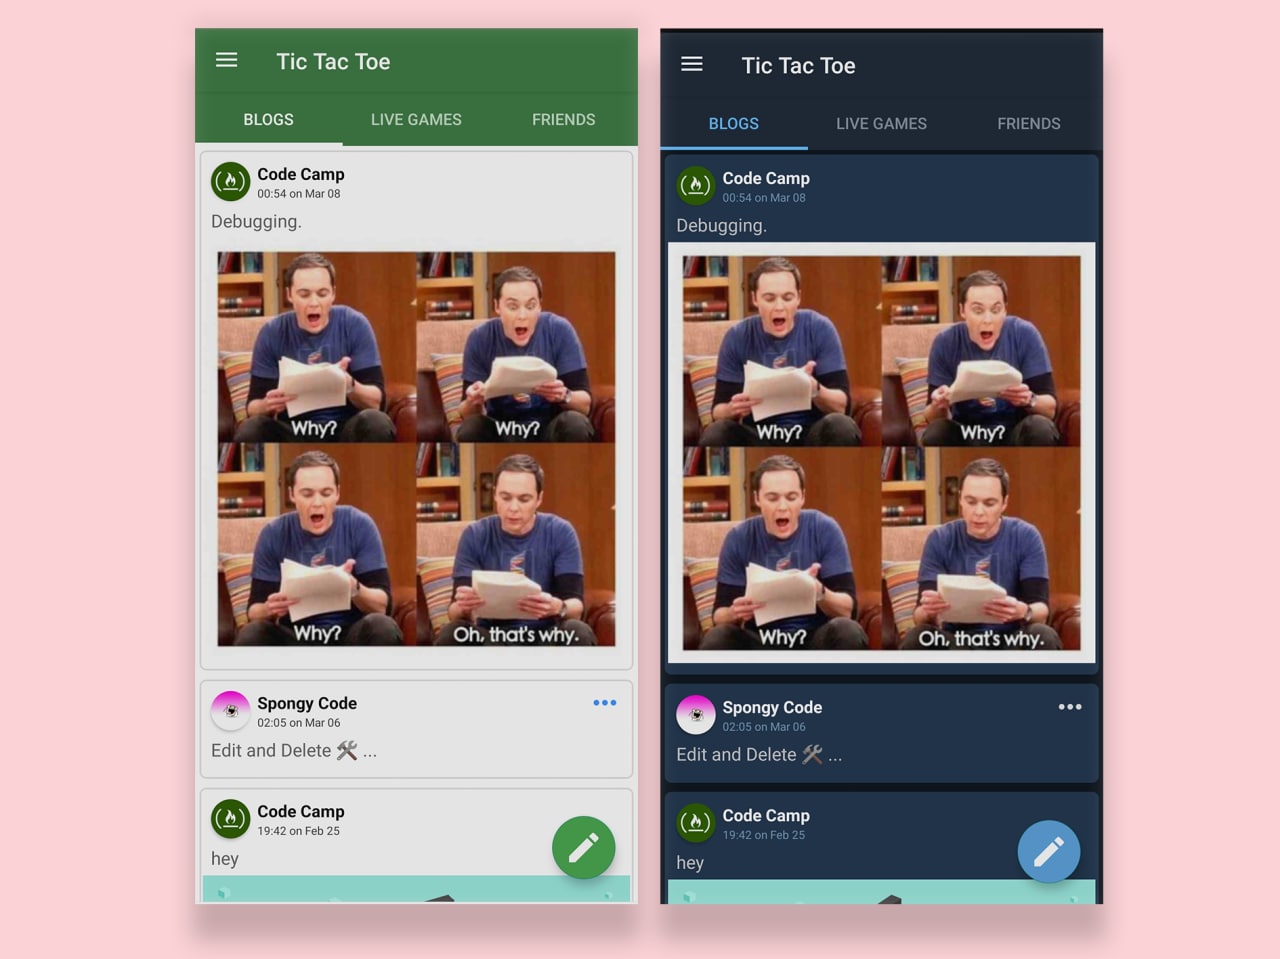 Tic Tac Toe
BLOGS LIVE GAMES FRIENDS
Code Camp
00:54 on Mar 08
Debugging.
Why? Why?
Why? Oh, that's why.
Spongy Code
02:05 on Mar 06
Edit and Delete 🛠️ ...
Code Camp
19:42 on Feb 25
hey
Tic Tac Toe
BLOGS LIVE GAMES FRIENDS
Code Camp
00:54 on Mar 08
Debugging.
Why? Why?
Why? Oh, that's why.
Spongy Code
02:05 on Mar 06
Edit and Delete 🛠️ ...
Code Camp
19:42 on Feb 25
hey